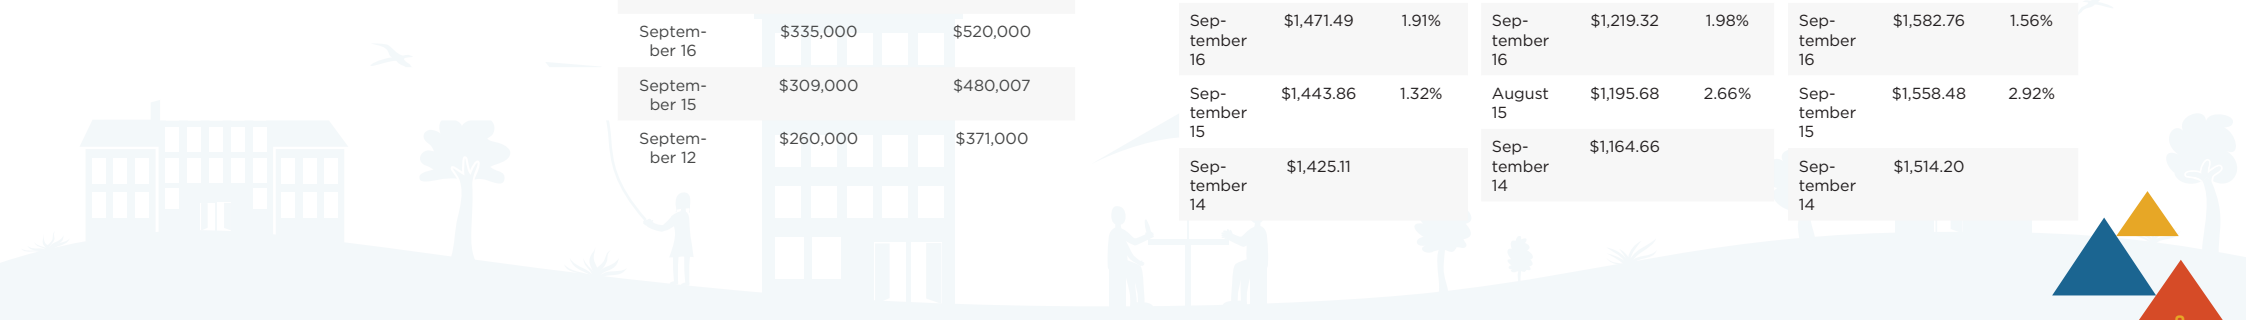 Septem- $335,000 $520,000
ber 16
Septem- $309,000 $480,007
ber 15
Septem- $260,000 $371,000
ber 12
Sep- $1,471.49 1.91%
tember
16
Sep- $1,443.86 1.32%
tember
15
Sep- $1,425.11
tember
14
Sep- $1,219.32 1.98%
tember
16
August $1,195.68 2.66%
15
Sep- $1,164.66
tember
14
Sep- $1,582.76 1.56%
tember
16
Sep- $1,558.48 2.92%
tember
15
Sep- $1,514.20
tember
14